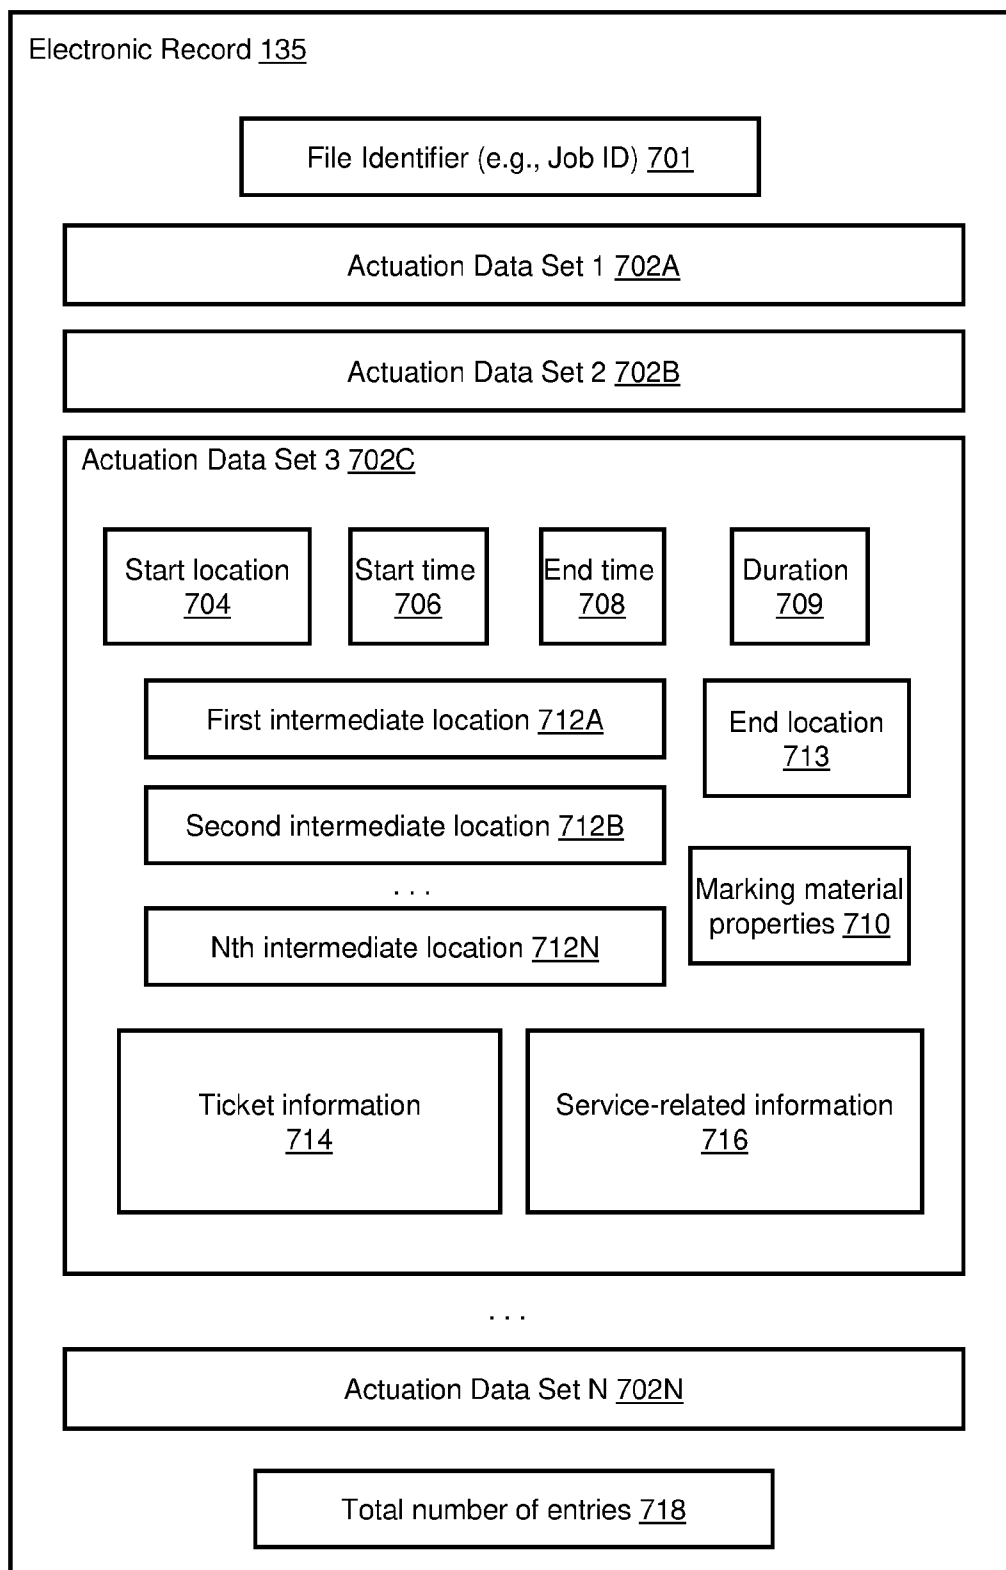 Electronic Record 135
File Identifier (e.g., Job ID) 701
Actuation Data Set 1 702A
Actuation Data Set 2 702B
Actuation Data Set 3 702C
Start location
704
Start time
706
End time
708
Duration
709
First intermediate location 712A
End location
713
Second intermediate location 712B
. . .
Marking material
properties 710
Nth intermediate location 712N
Ticket information
714
Service-related information
716
. . .
Actuation Data Set N 702N
Total number of entries 718